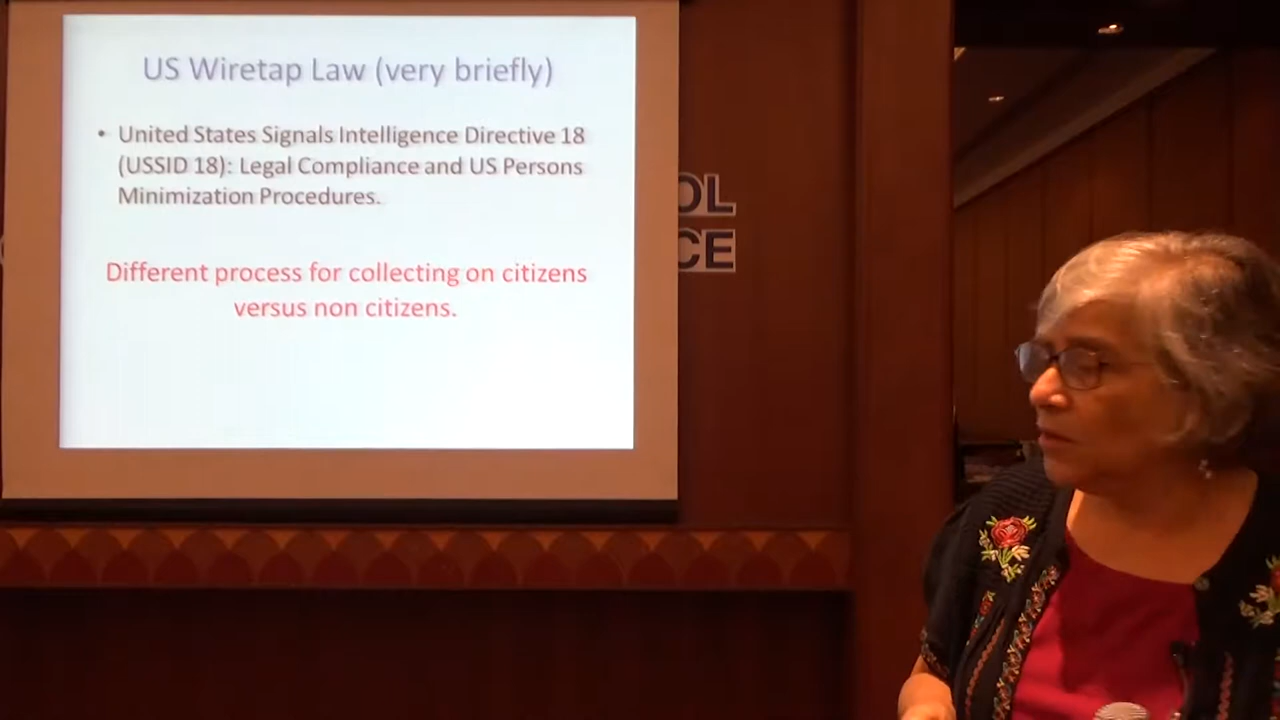 US Wiretap Law (very briefly)
• United States Signals Intelligence Directive 18
(USSID 18): Legal Compliance and US Persons
Minimization Procedures.
Different process for collecting on citizens
versus non citizens.
OL
CE